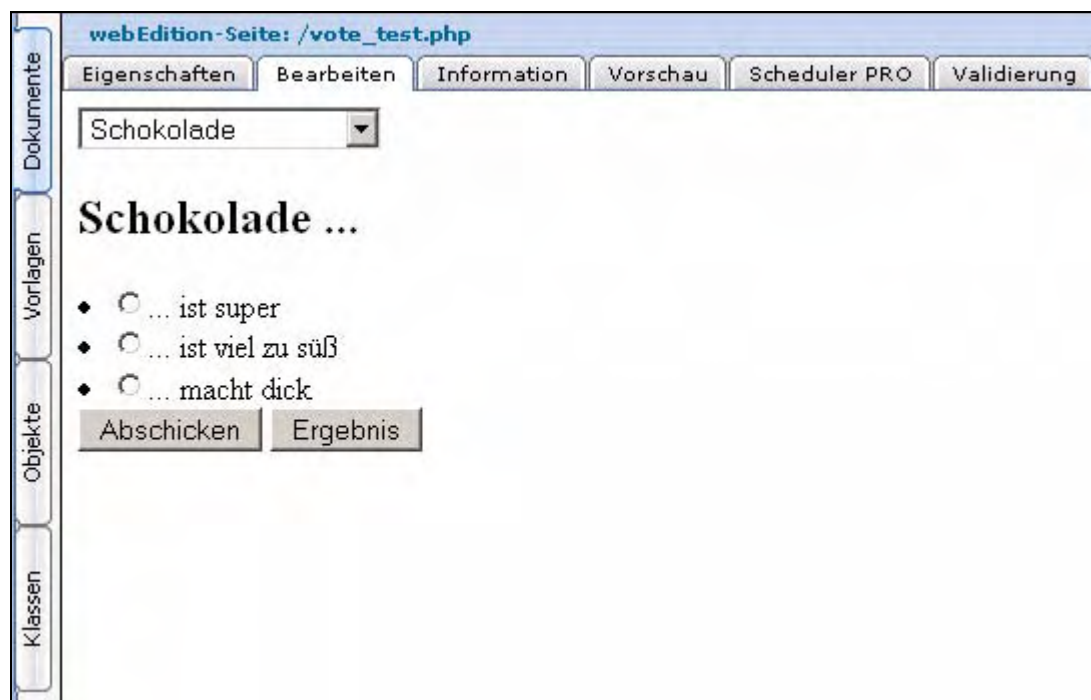 webEdition-Seite: /vote_test.php
Eigenschaften Bearbeiten Information Vorschau Scheduler PRO Validierung
Dokumente
Vorlagen
Objekte
Klassen
Schokolade
Schokolade ...
... ist super
... ist viel zu süß
... macht dick
Abschicken Ergebnis